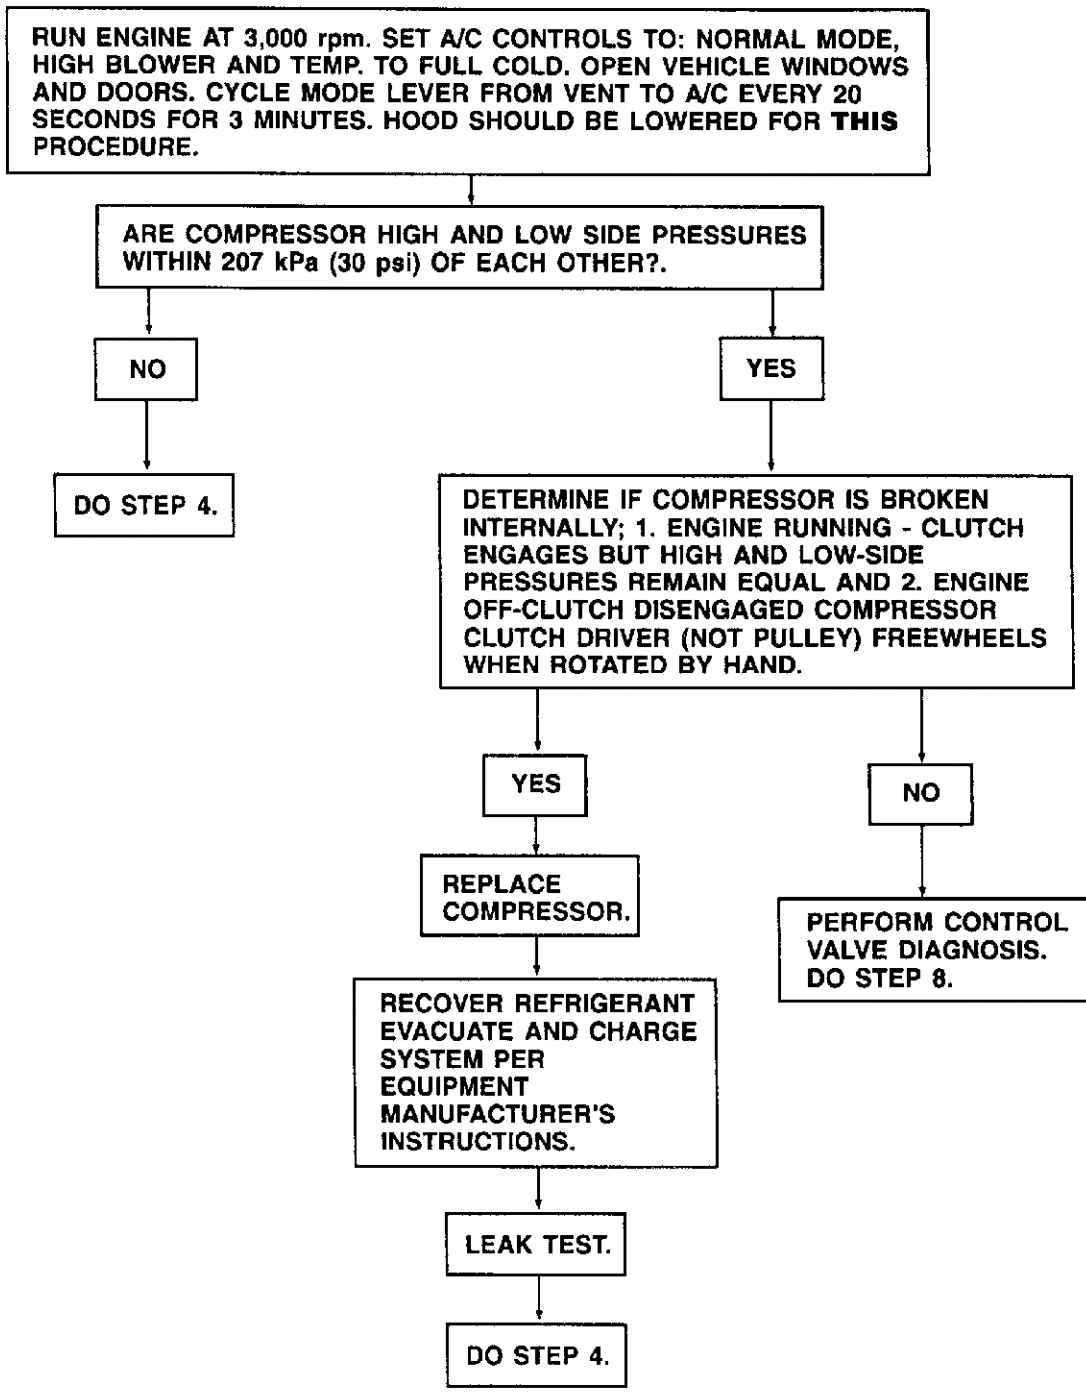 RUN ENGINE AT 3,000 rpm. SET A/C CONTROLS TO: NORMAL MODE,
HIGH BLOWER AND TEMP. TO FULL COLD. OPEN VEHICLE WINDOWS
AND DOORS. CYCLE MODE LEVER FROM VENT TO A/C EVERY 20
SECONDS FOR 3 MINUTES. HOOD SHOULD BE LOWERED FOR THIS
PROCEDURE.
ARE COMPRESSOR HIGH AND LOW SIDE PRESSURES
WITHIN 207 kPa (30 psi) OF EACH OTHER?.
NO
YES
DO STEP 4.
DETERMINE IF COMPRESSOR IS BROKEN
INTERNALLY; 1. ENGINE RUNNING - CLUTCH
ENGAGES BUT HIGH AND LOW-SIDE
PRESSURES REMAIN EQUAL AND 2. ENGINE
OFF-CLUTCH DISENGAGED COMPRESSOR
CLUTCH DRIVER (NOT PULLEY) FREEWHEELS
WHEN ROTATED BY HAND.
YES
NO
REPLACE
COMPRESSOR.
PERFORM CONTROL
VALVE DIAGNOSIS.
DO STEP 8.
RECOVER REFRIGERANT
EVACUATE AND CHARGE
SYSTEM PER
EQUIPMENT
MANUFACTURER'S
INSTRUCTIONS.
LEAK TEST.
DO STEP 4.